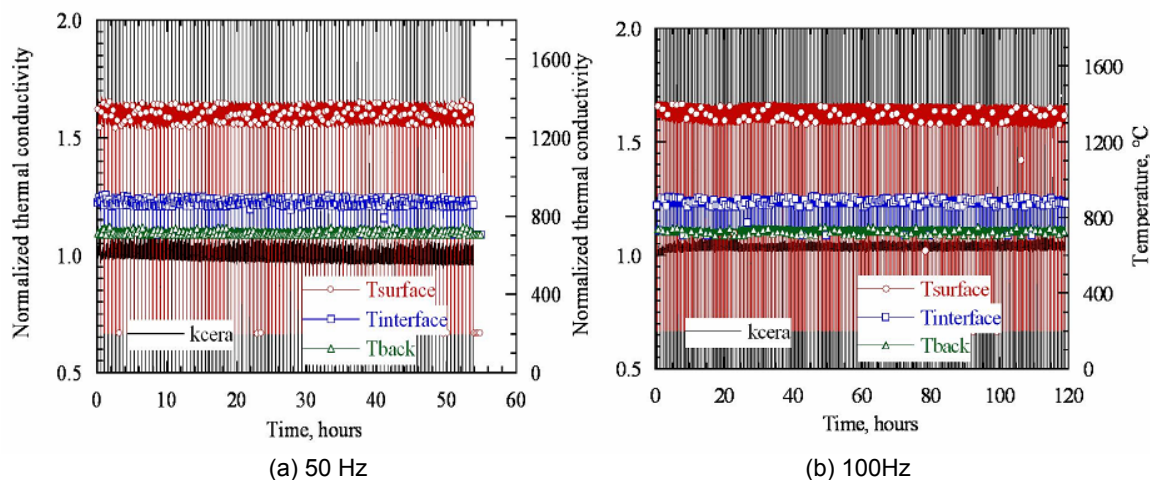 Normalized thermal conductivity
2.0
1.5
1.0
0.5
1600
1200
800
400
0
Tsurface
Tinterface
Tback
kcera
0 10 20 30 40 50 60
Time, hours
(a) 50 Hz
Normalized thermal conductivity
2.0
1.5
1.0
0.5
1600
1200
800
400
0
Temperature, °C
Tsurface
Tinterface
Tback
kcera
0 20 40 60 80 100 120
Time, hours
(b) 100Hz